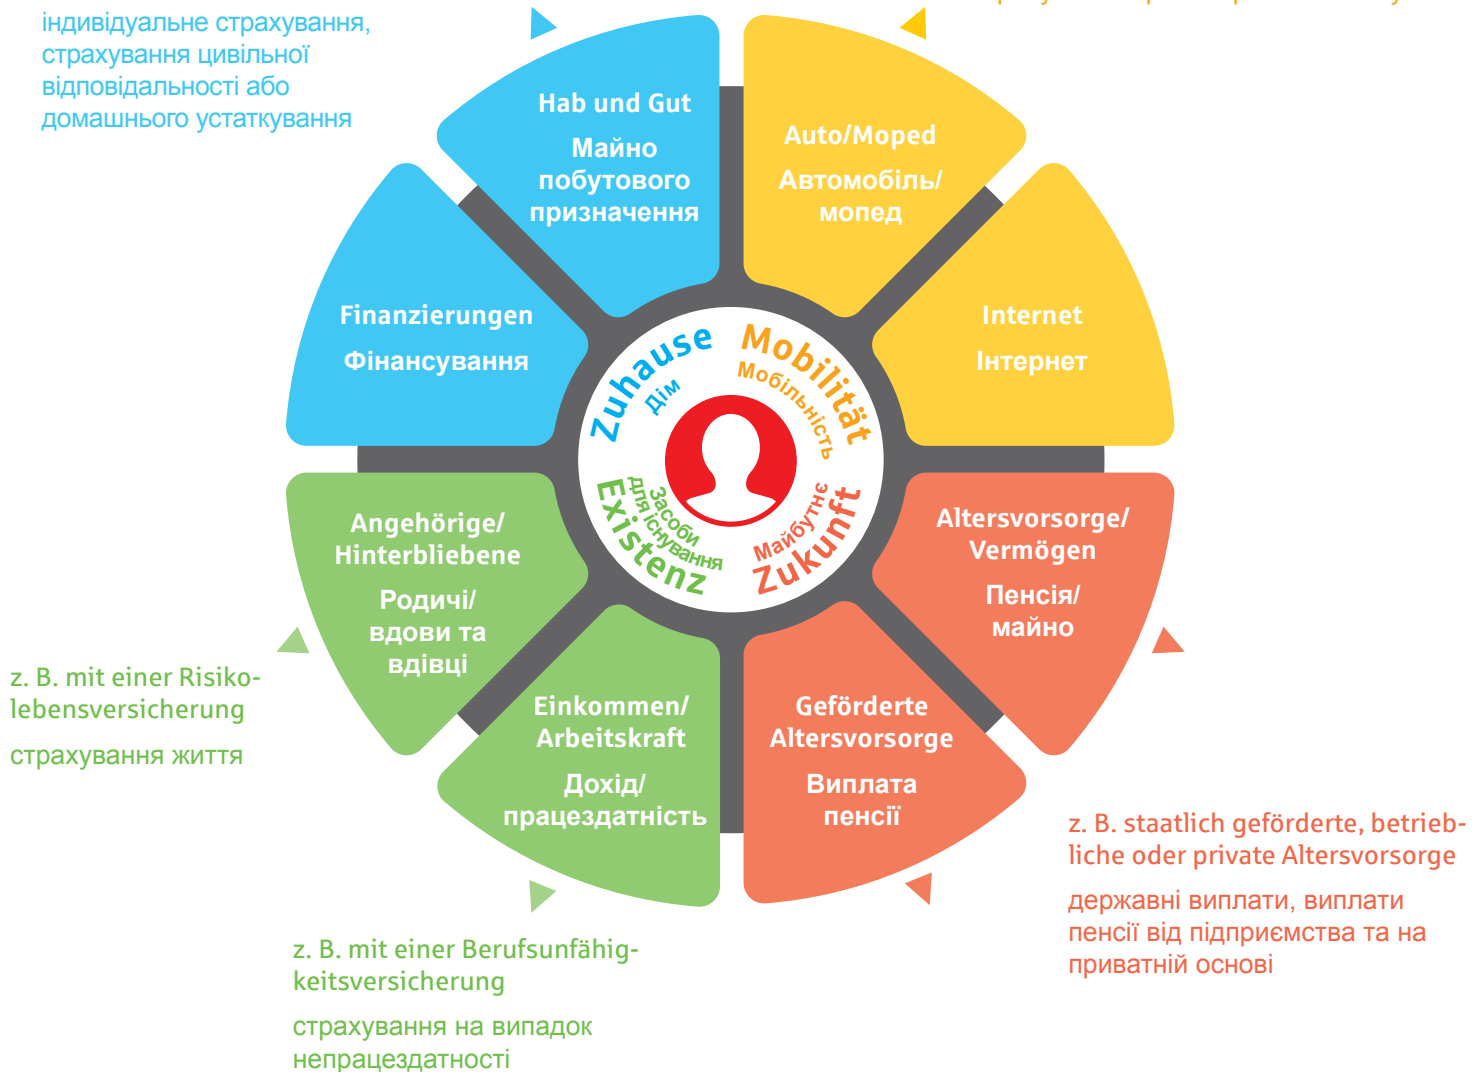 індивідуальне страхування,
страхування цивільної
відповідальності або
домашнього устаткування
Hab und Gut
Майно
побутового
призначення
Auto/Moped
Автомобіль/
мопед
Finanzierungen
Фінансування
Internet
Інтернет
Zuhause
Дім
Mobilität
Мобільність
Existenz
Засоби
для існування
Zukunft
Майбутнє
Angehörige/
Hinterbliebene
Родичі/
вдови та
вдівці
Altersvorsorge/
Vermögen
Пенсія/
майно
z. B. mit einer Risiko-
lebensversicherung
страхування життя
Einkommen/
Arbeitskraft
Дохід/
працездатність
Geförderte
Altersvorsorge
Виплата
пенсії
z. B. staatlich geförderte, betrieb-
liche oder private Altersvorsorge
державні виплати, виплати
пенсії від підприємства та на
приватній основі
z. B. mit einer Berufsunfähig-
keitsversicherung
страхування на випадок
непрацездатності